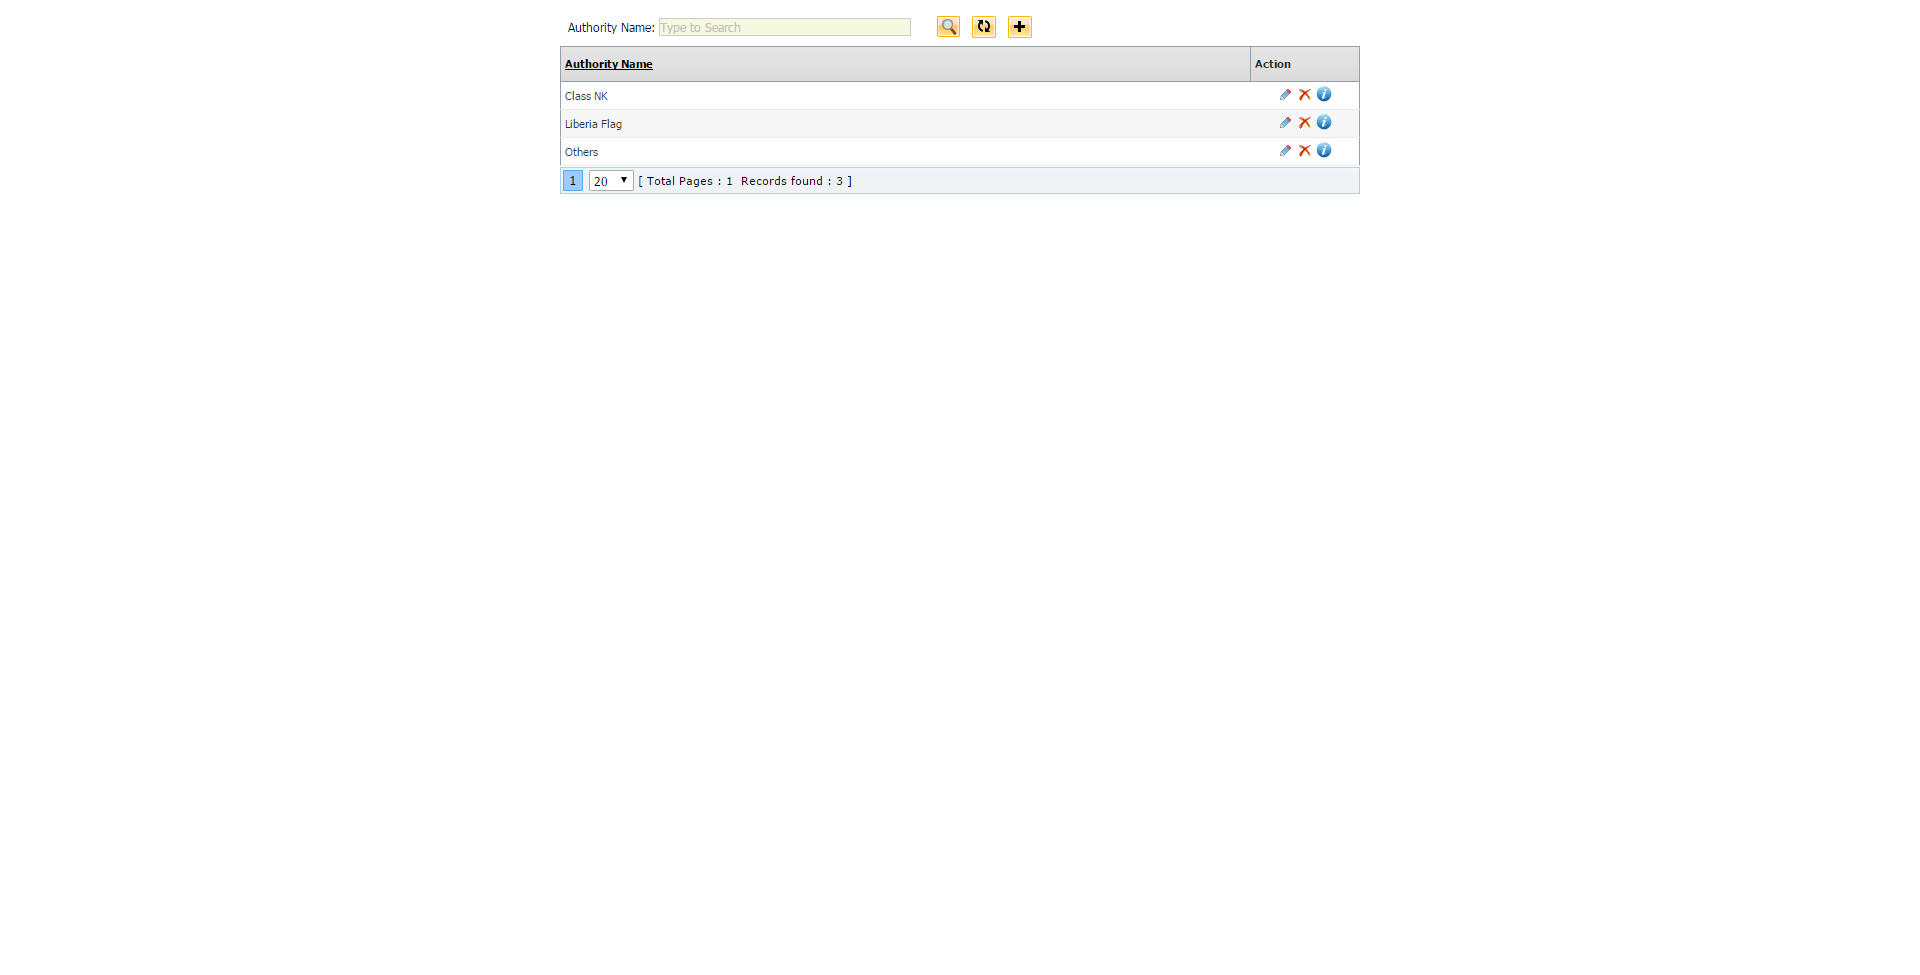 Authority Name: Type to Search
Authority Name Action
Class NK
Liberia Flag
Others
1 20 [ Total Pages : 1 Records found : 3 ]